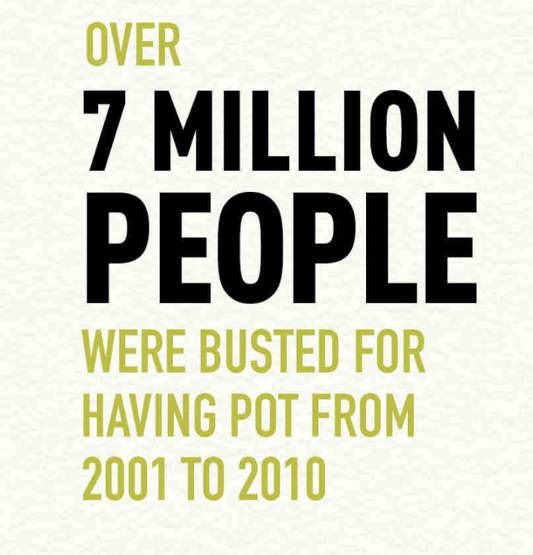 OVER
7 MILLION
PEOPLE
WERE BUSTED FOR
HAVING POT FROM
2001 TO 2010